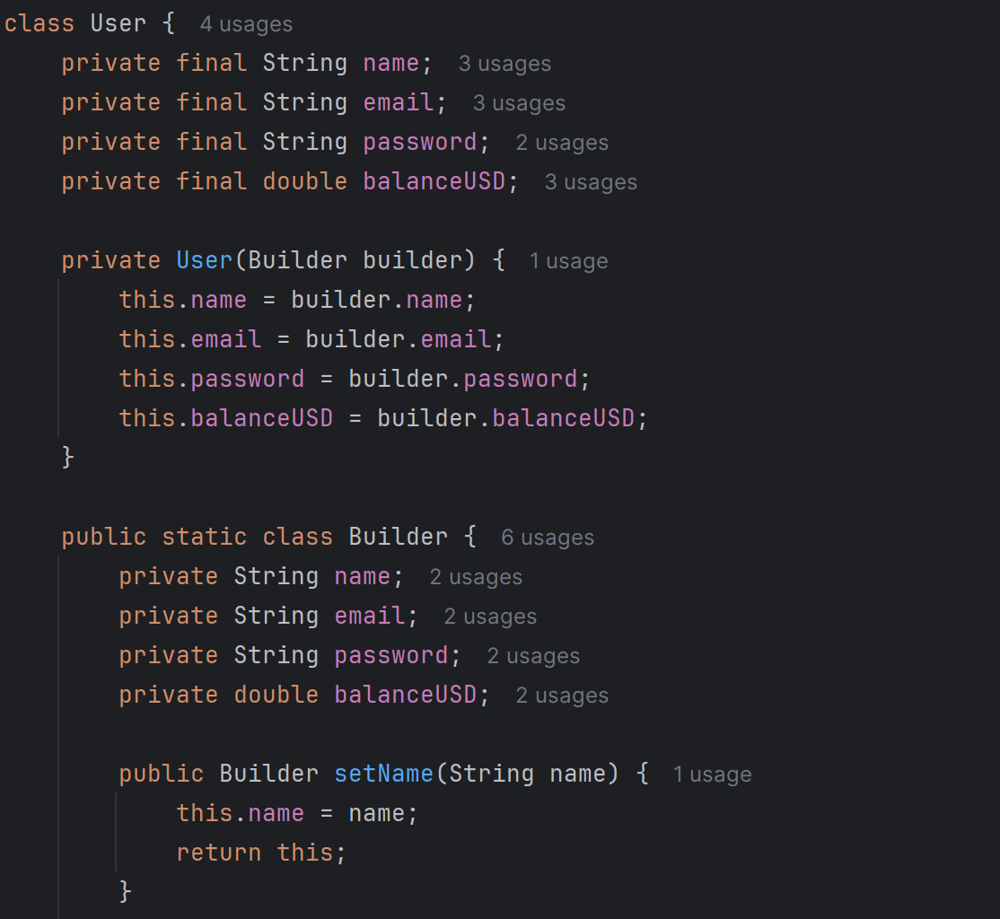 class User {  4 usages
    private final String name;  3 usages
    private final String email;  3 usages
    private final String password;  2 usages
    private final double balanceUSD;  3 usages

    private User(Builder builder) {  1 usage
        this.name = builder.name;
        this.email = builder.email;
        this.password = builder.password;
        this.balanceUSD = builder.balanceUSD;
    }

    public static class Builder {  6 usages
        private String name;  2 usages
        private String email;  2 usages
        private String password;  2 usages
        private double balanceUSD;  2 usages

        public Builder setName(String name) {  1 usage
            this.name = name;
            return this;
        }